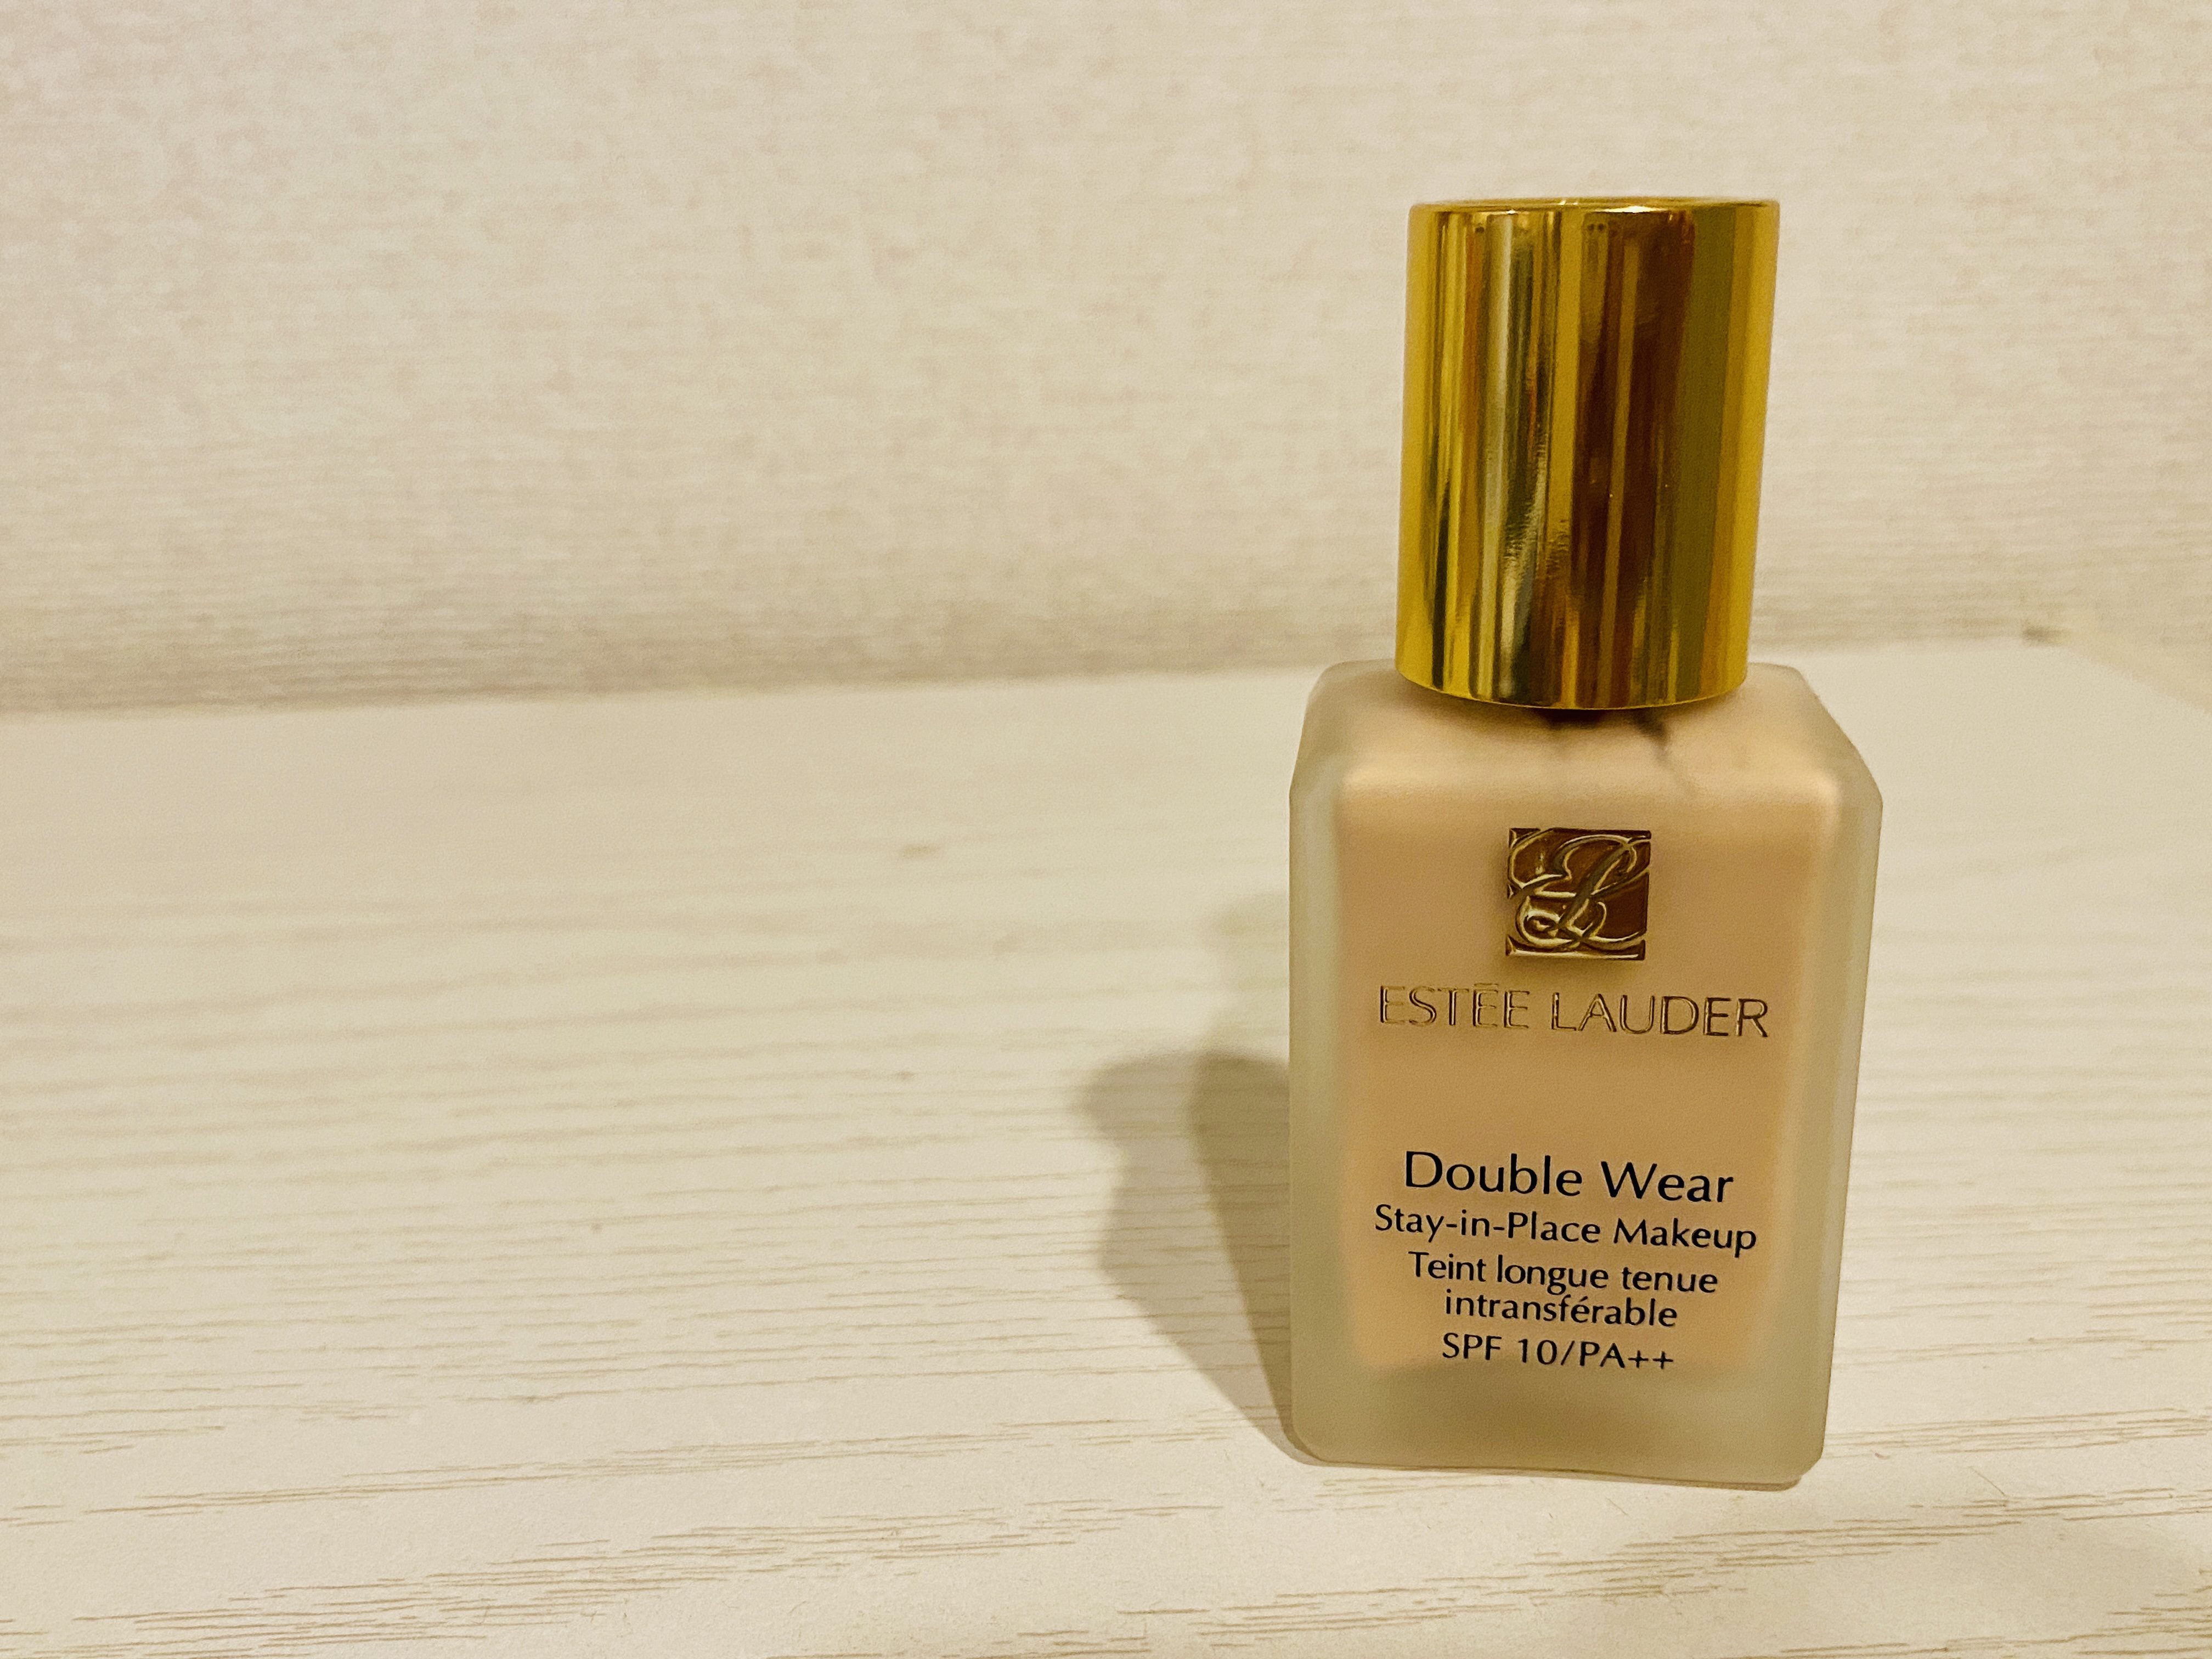 ESTĒE LAUDER
Double Wear
Stay-in-Place Makeup
Teint longue tenue
intransférable
SPF 10/PA++